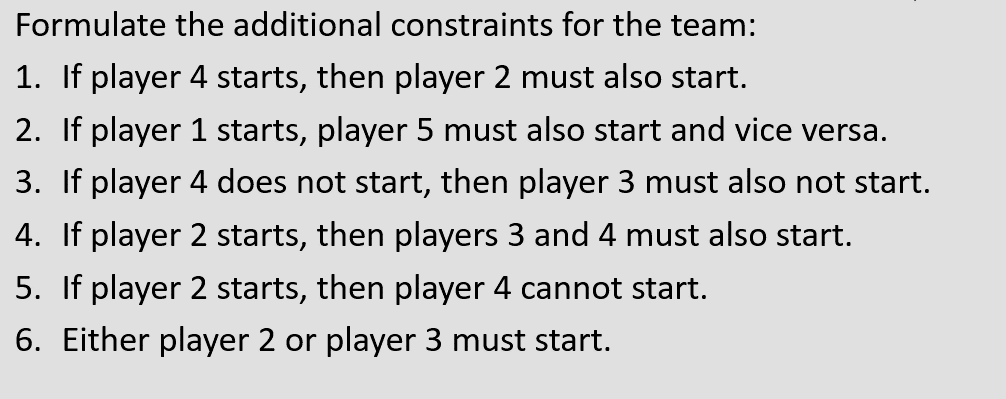 Formulate the additional constraints for the team:
1. If player 4 starts, then player 2 must also start.
2. If player 1 starts, player 5 must also start and vice versa.
3. If player 4 does not start, then player 3 must also not start.
4. If player 2 starts, then players 3 and 4 must also start.
5. If player 2 starts, then player 4 cannot start.
6. Either player 2 or player 3 must start.